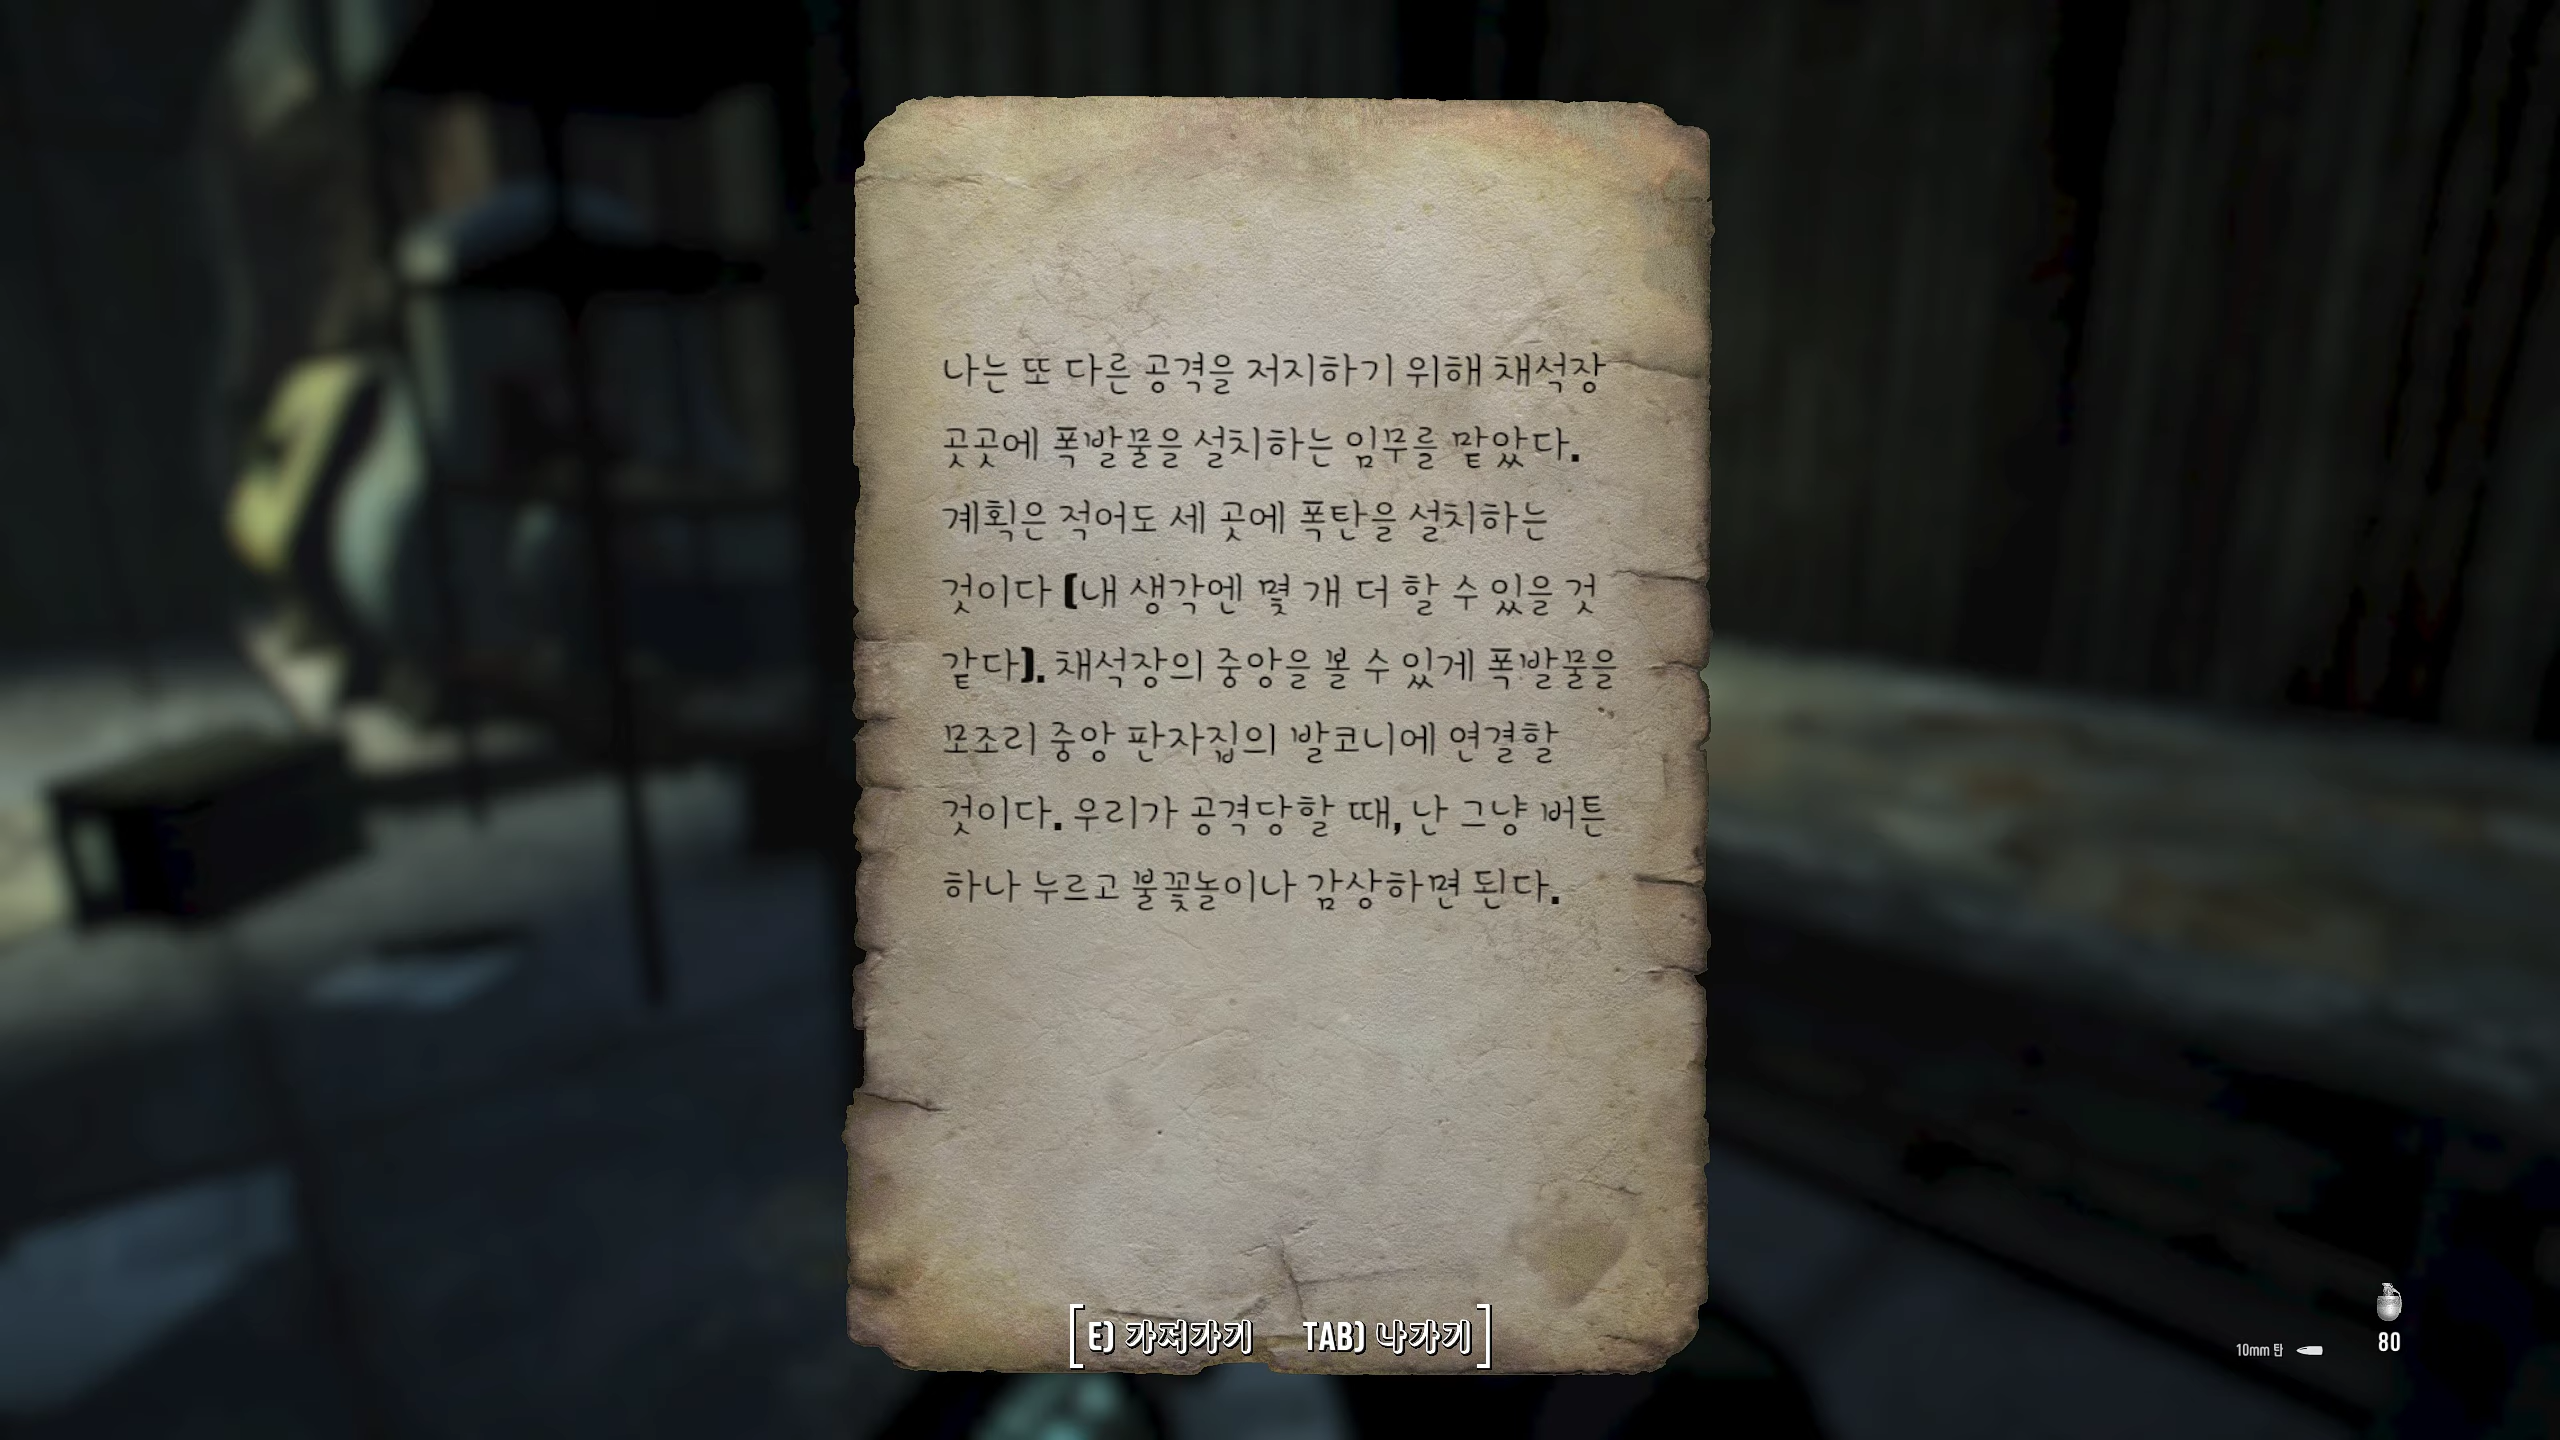 나는 또 다른 공격을 저지하기 위해 채석장
곳곳에 폭발물을 설치하는 임무를 맡았다.
계획은 적어도 세 곳에 폭탄을 설치하는
것이다 (내 생각엔 몇 개 더 할 수 있을 것
같다). 채석장의 중앙을 볼 수 있게 폭발물을
모조리 중앙 판자집의 발코니에 연결할
것이다. 우리가 공격당할 때, 난 그냥 버튼
하나 누르고 불꽃놀이나 감상하면 된다.
E) 가져가기 TAB) 나가기
10mm 탄
80